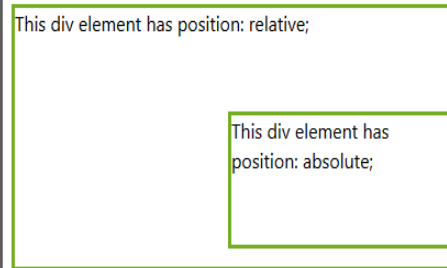 This div element has position: relative;
This div element has
position: absolute;